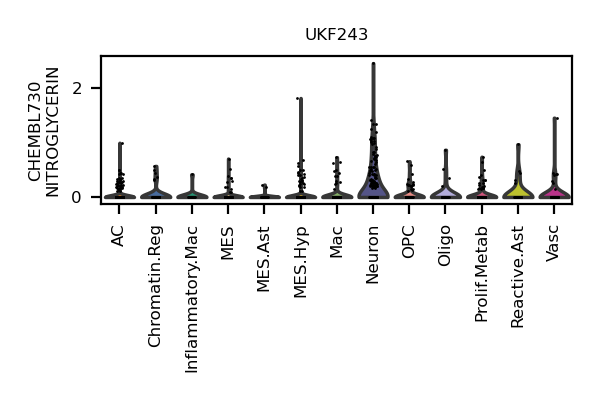 UKF243
CHEMBL730
NITROGLYCERIN
2
0
AC
Chromatin.Reg
Inflammatory.Mac
MES
MES.Ast
MES.Hyp
Mac
Neuron
OPC
Oligo
Prolif.Metab
Reactive.Ast
Vasc